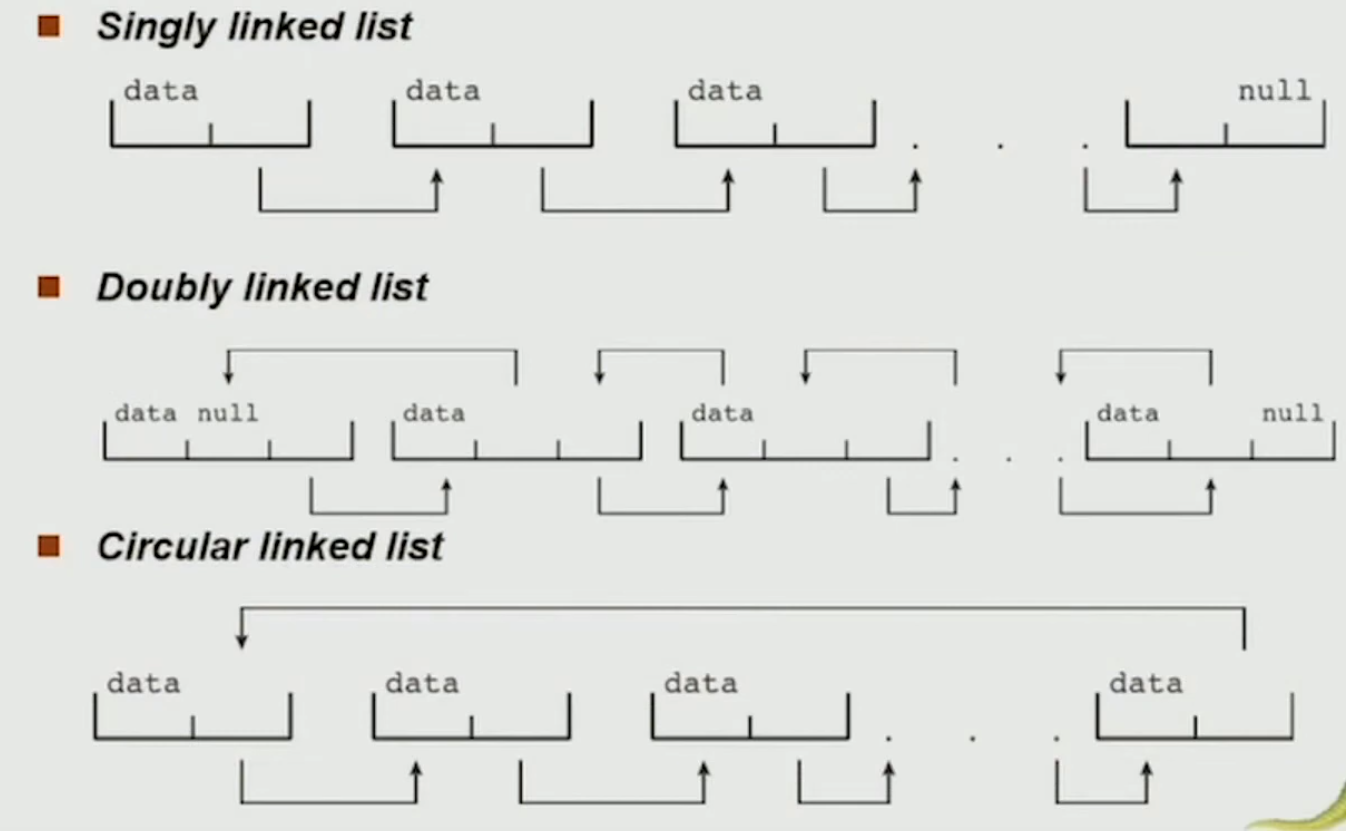 Singly linked list
data data data null
Doubly linked list
data null data data data null
Circular linked list
data data data data